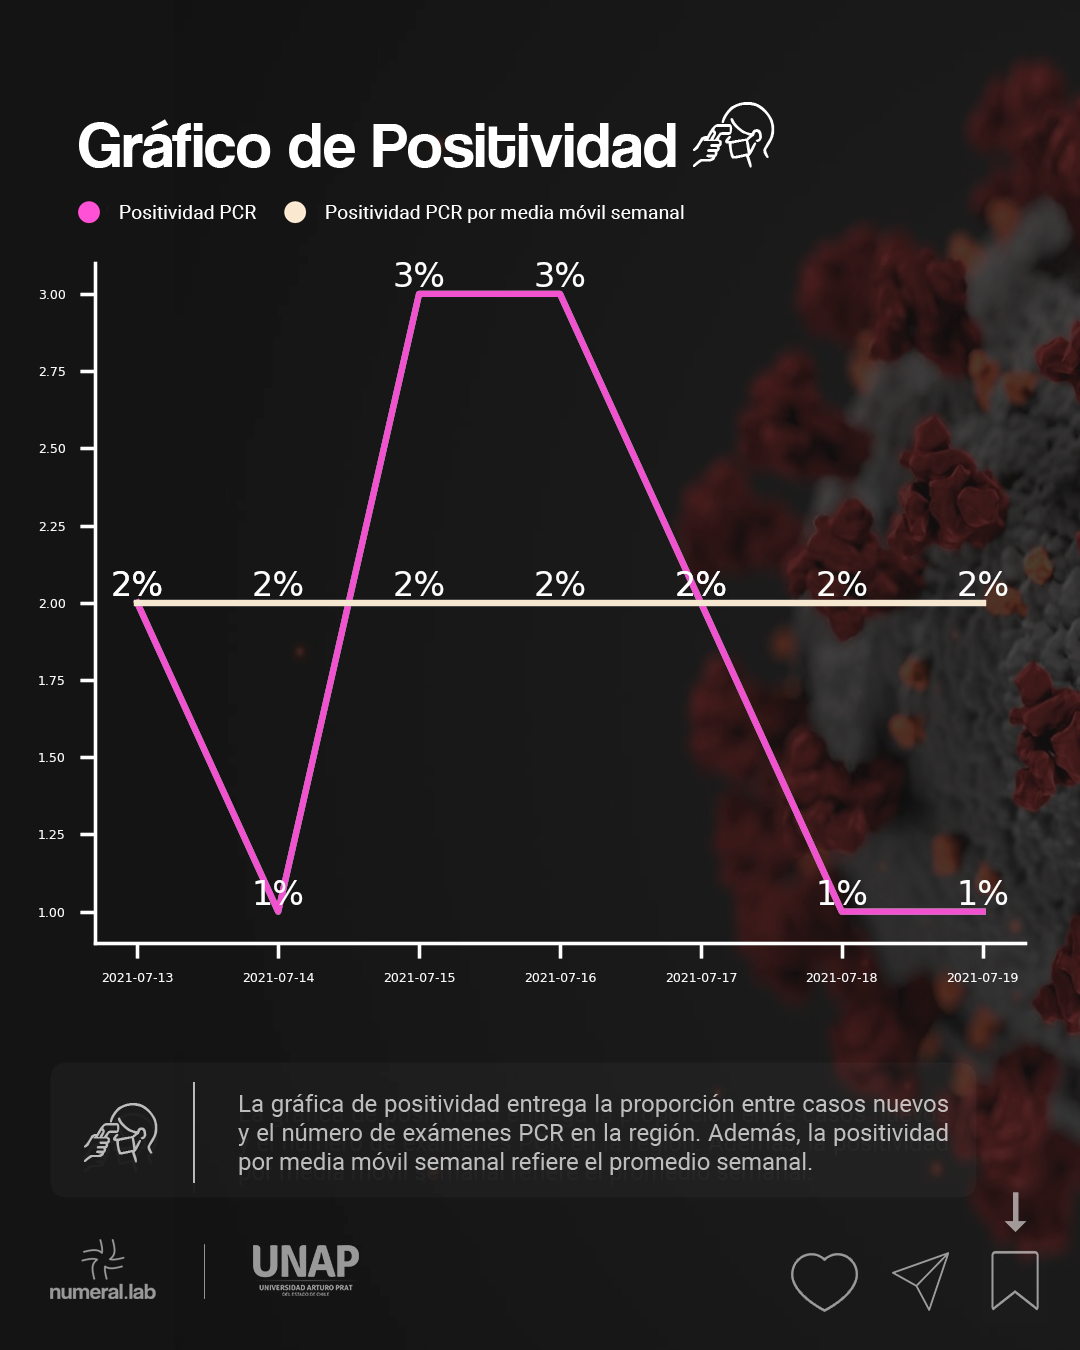 Gráfico de Positividad
Positividad PCR Positividad PCR por media móvil semanal
3% 3%
3.00
2.75
2.50
2.25
2% 2% 2% 2% 2% 2% 2%
2.00
1.75
1.50
1.25
1% 1% 1%
1.00
2021-07-13 2021-07-14 2021-07-15 2021-07-16 2021-07-17 2021-07-18 2021-07-19
La gráfica de positividad entrega la proporción entre casos nuevos
y el número de exámenes PCR en la región. Además, la positividad
por media móvil semanal refiere el promedio semanal.
numeral.lab
UNAP
UNIVERSIDAD ARTURO PRAT
DEL ESTADO DE CHILE